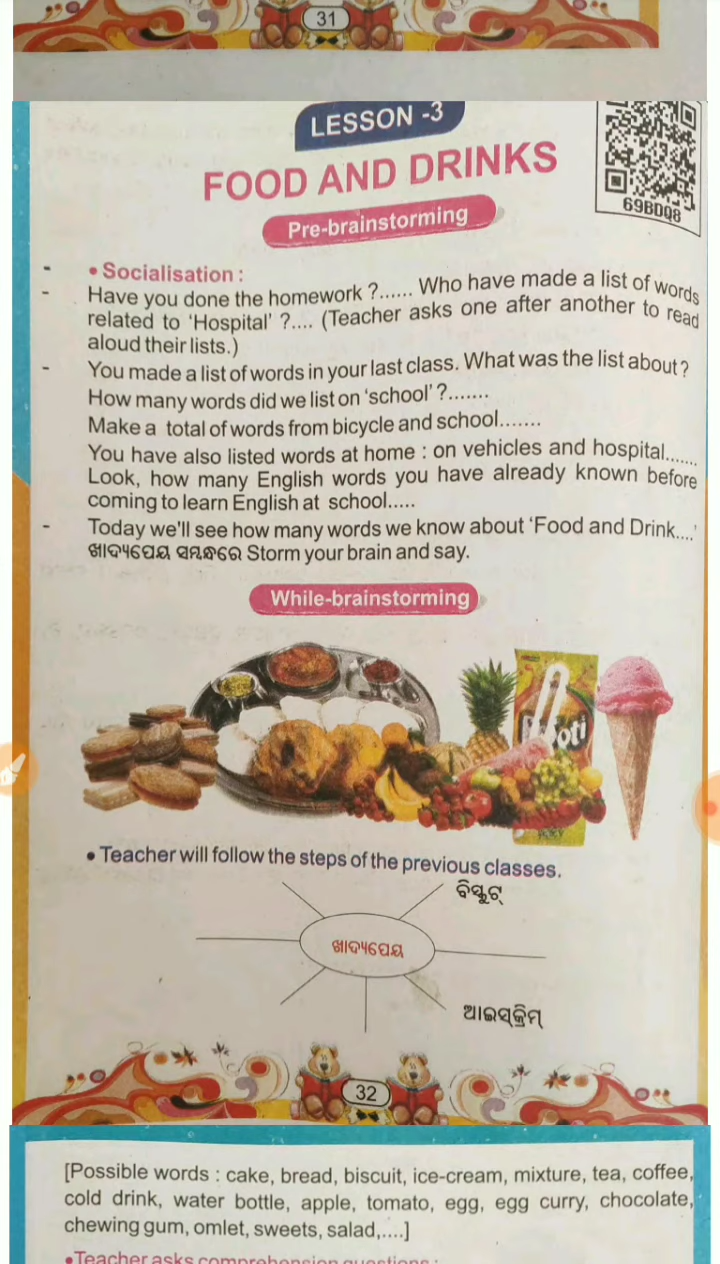 31
LESSON -3
FOOD AND DRINKS
69BDQ8
Pre-brainstorming
- • Socialisation :
- Have you done the homework ?...... Who have made a list of words
related to 'Hospital' ?.... (Teacher asks one after another to read
aloud their lists.)
- You made a list of words in your last class. What was the list about?
How many words did we list on 'school' ?.......
Make a total of words from bicycle and school.......
You have also listed words at home : on vehicles and hospital......
Look, how many English words you have already known before
coming to learn English at school.....
- Today we'll see how many words we know about 'Food and Drink....'
ଖାଦ୍ୟପେୟ ସମ୍ବନ୍ଧରେ Storm your brain and say.
While-brainstorming
• Teacher will follow the steps of the previous classes.
ବିସ୍କୁଟ୍
ଖାଦ୍ୟପେୟ
ଆଇସ୍‌କ୍ରିମ୍
32
[Possible words : cake, bread, biscuit, ice-cream, mixture, tea, coffee,
cold drink, water bottle, apple, tomato, egg, egg curry, chocolate,
chewing gum, omlet, sweets, salad,....]
•Teacher asks comprehension questions :